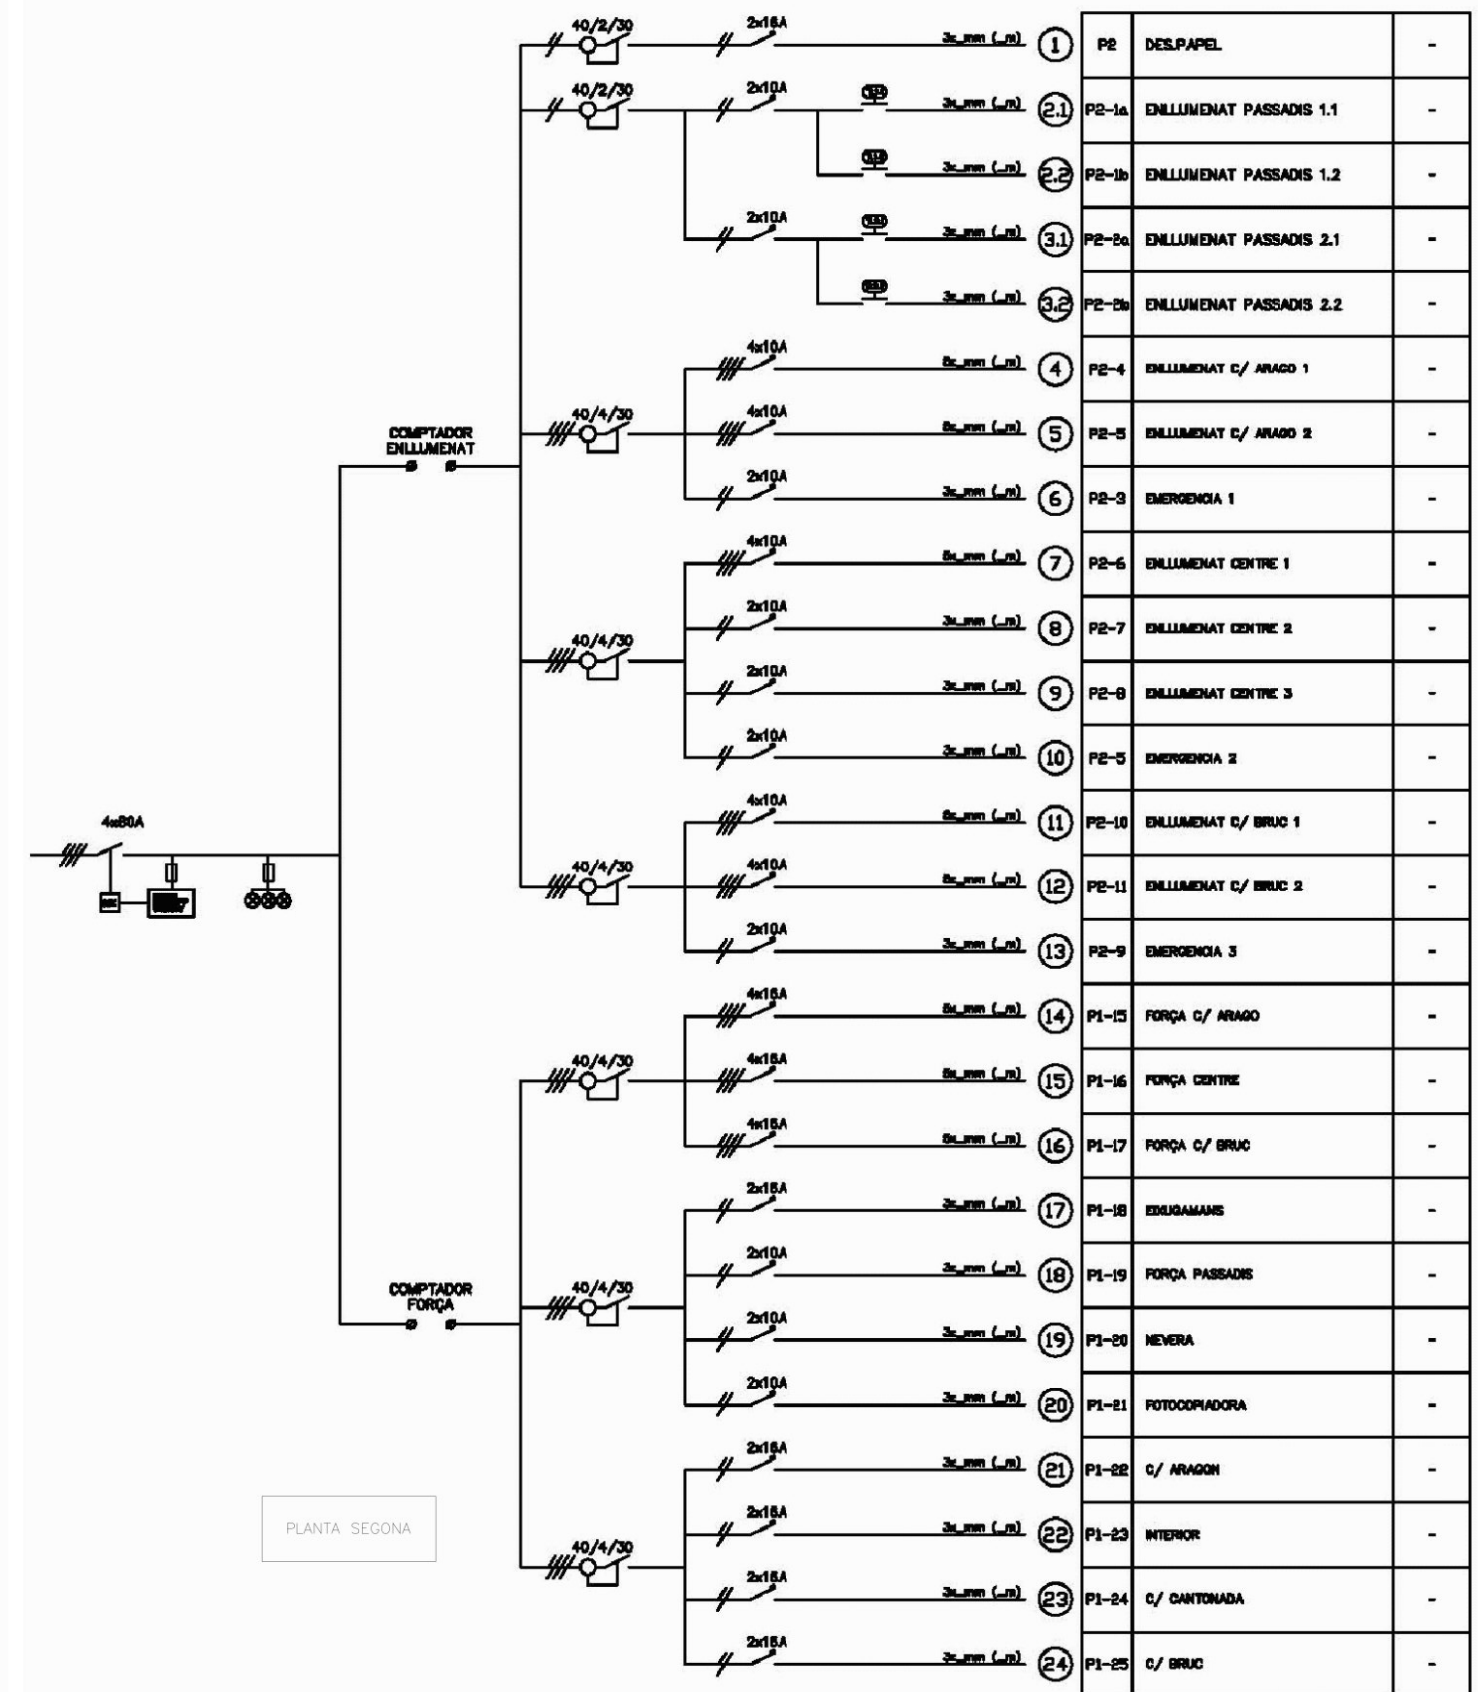 40/2/30 2x16A 3x_mm (_m) 1 P2 DES.PAPEL -
40/2/30 2x10A 3x_mm (_m) 2.1 P2-1a ENLLUMENAT PASSADIS 1.1 -
3x_mm (_m) 2.2 P2-1b ENLLUMENAT PASSADIS 1.2 -
2x10A 3x_mm (_m) 3.1 P2-2a ENLLUMENAT PASSADIS 2.1 -
3x_mm (_m) 3.2 P2-2b ENLLUMENAT PASSADIS 2.2 -
4x10A 5x_mm (_m) 4 P2-4 ENLLUMENAT C/ ARAGO 1 -
40/4/30 4x10A 5x_mm (_m) 5 P2-5 ENLLUMENAT C/ ARAGO 2 -
COMPTADOR
ENLLUMENAT
2x10A 3x_mm (_m) 6 P2-3 EMERGENCIA 1 -
4x10A 5x_mm (_m) 7 P2-6 ENLLUMENAT CENTRE 1 -
2x10A 3x_mm (_m) 8 P2-7 ENLLUMENAT CENTRE 2 -
40/4/30
2x10A 3x_mm (_m) 9 P2-8 ENLLUMENAT CENTRE 3 -
2x10A 3x_mm (_m) 10 P2-5 EMERGENCIA 2 -
4x10A 5x_mm (_m) 11 P2-10 ENLLUMENAT C/ BRUC 1 -
4x80A
40/4/30 4x10A 5x_mm (_m) 12 P2-11 ENLLUMENAT C/ BRUC 2 -
2x10A 3x_mm (_m) 13 P2-9 EMERGENCIA 3 -
4x16A 5x_mm (_m) 14 P1-15 FORÇA C/ ARAGO -
40/4/30 4x16A 5x_mm (_m) 15 P1-16 FORÇA CENTRE -
4x16A 5x_mm (_m) 16 P1-17 FORÇA C/ BRUC -
2x16A 3x_mm (_m) 17 P1-18 EIXUGAMANS -
2x10A 3x_mm (_m) 18 P1-19 FORÇA PASSADIS -
COMPTADOR
FORÇA
40/4/30
2x10A 3x_mm (_m) 19 P1-20 NEVERA -
2x10A 3x_mm (_m) 20 P1-21 FOTOCOPIADORA -
2x16A 3x_mm (_m) 21 P1-22 C/ ARAGON -
2x16A 3x_mm (_m) 22 P1-23 INTERIOR -
PLANTA SEGONA
40/4/30
2x16A 3x_mm (_m) 23 P1-24 C/ CANTONADA -
2x16A 3x_mm (_m) 24 P1-25 C/ BRUC -